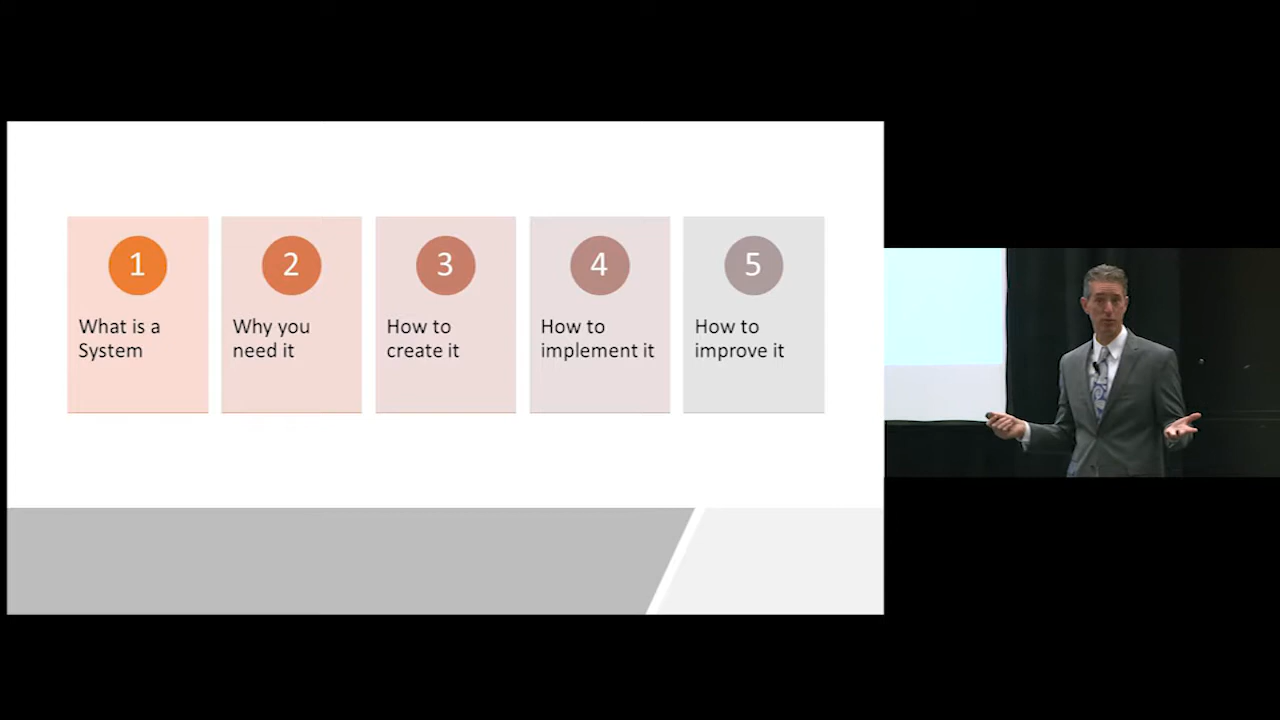 1
What is a
System
2
Why you
need it
3
How to
create it
4
How to
implement it
5
How to
improve it